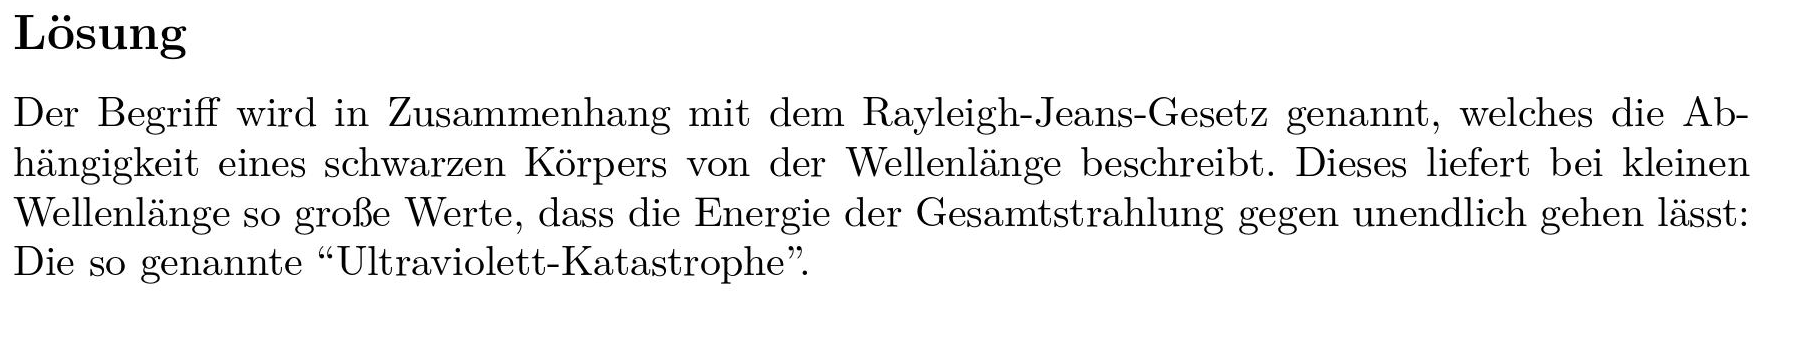 Lösung
Der Begriff wird in Zusammenhang mit dem Rayleigh-Jeans-Gesetz genannt, welches die Ab-
hängigkeit eines schwarzen Körpers von der Wellenlänge beschreibt. Dieses liefert bei kleinen
Wellenlänge so große Werte, dass die Energie der Gesamtstrahlung gegen unendlich gehen lässt:
Die so genannte “Ultraviolett-Katastrophe”.